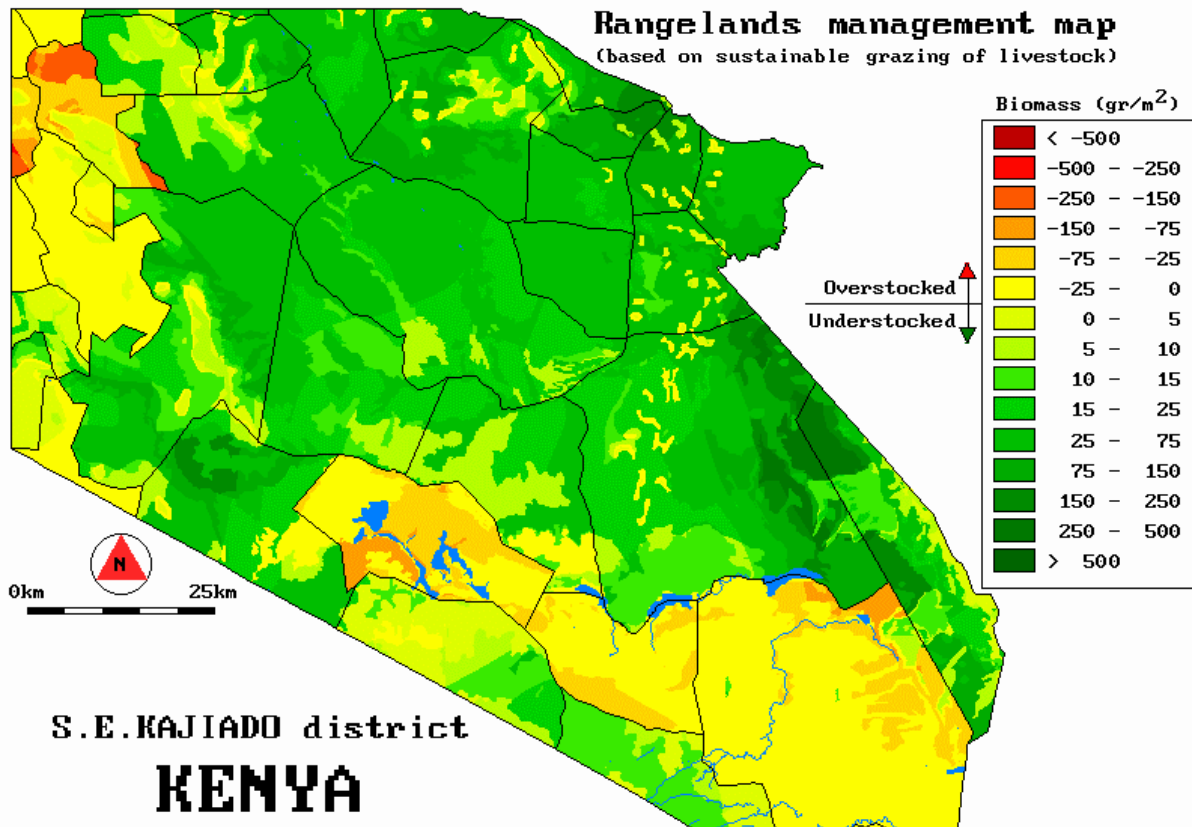 Rangelands management map
(based on sustainable grazing of livestock)
Biomass (gr/m²)
< -500
-500 - -250
-250 - -150
-150 - -75
-75 - -25
-25 - 0
0 - 5
5 - 10
10 - 15
15 - 25
25 - 75
75 - 150
150 - 250
250 - 500
> 500
Overstocked
Understocked
N
0km 25km
S.E.KAJIADO district
KENYA